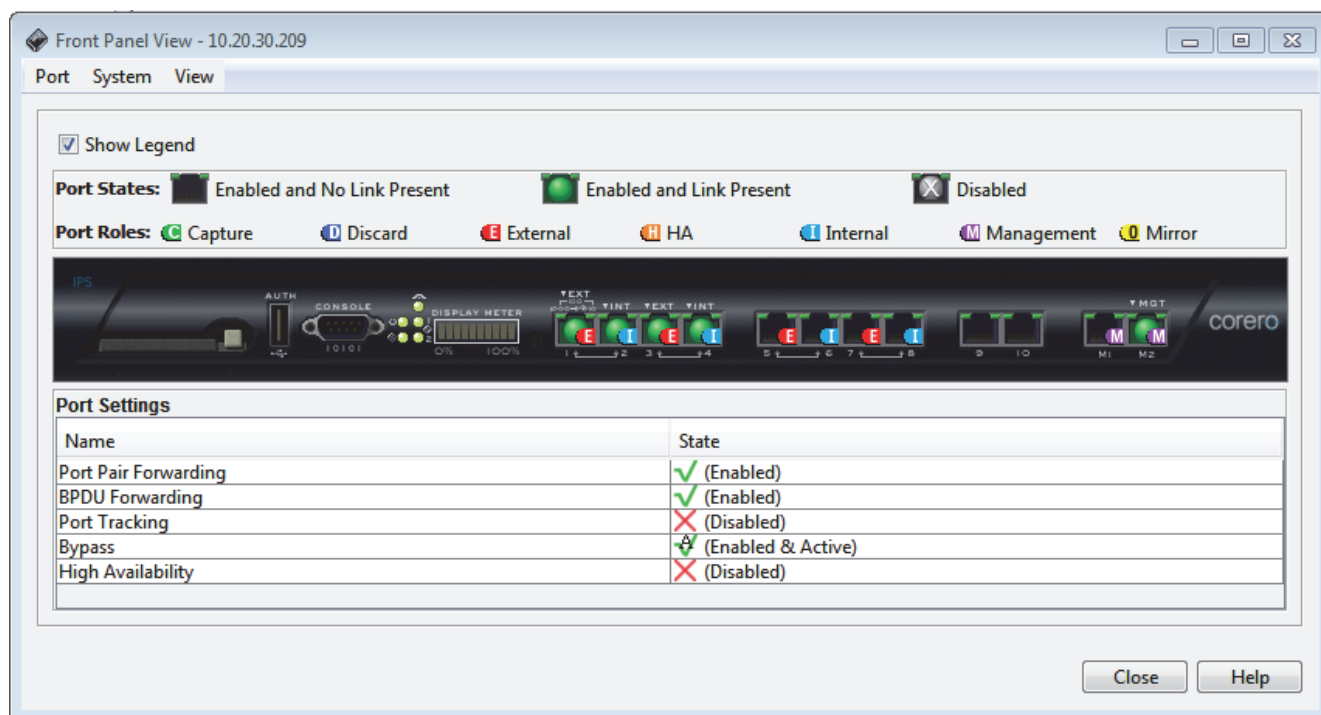 Front Panel View - 10.20.30.209
Port System View
Show Legend
Port States: Enabled and No Link Present Enabled and Link Present X Disabled
Port Roles: C Capture D Discard E External H HA I Internal M Management O Mirror
IPS
AUTH CONSOLE DISPLAY METER ▼EXT ▼INT ▼EXT ▼INT ▼MGT
corero
E I E I E I E I M M
10101 0% 100% 1 2 3 4 5 6 7 8 9 10 M1 M2
Port Settings
Name State
Port Pair Forwarding (Enabled)
BPDU Forwarding (Enabled)
Port Tracking (Disabled)
Bypass A (Enabled & Active)
High Availability (Disabled)
Close Help